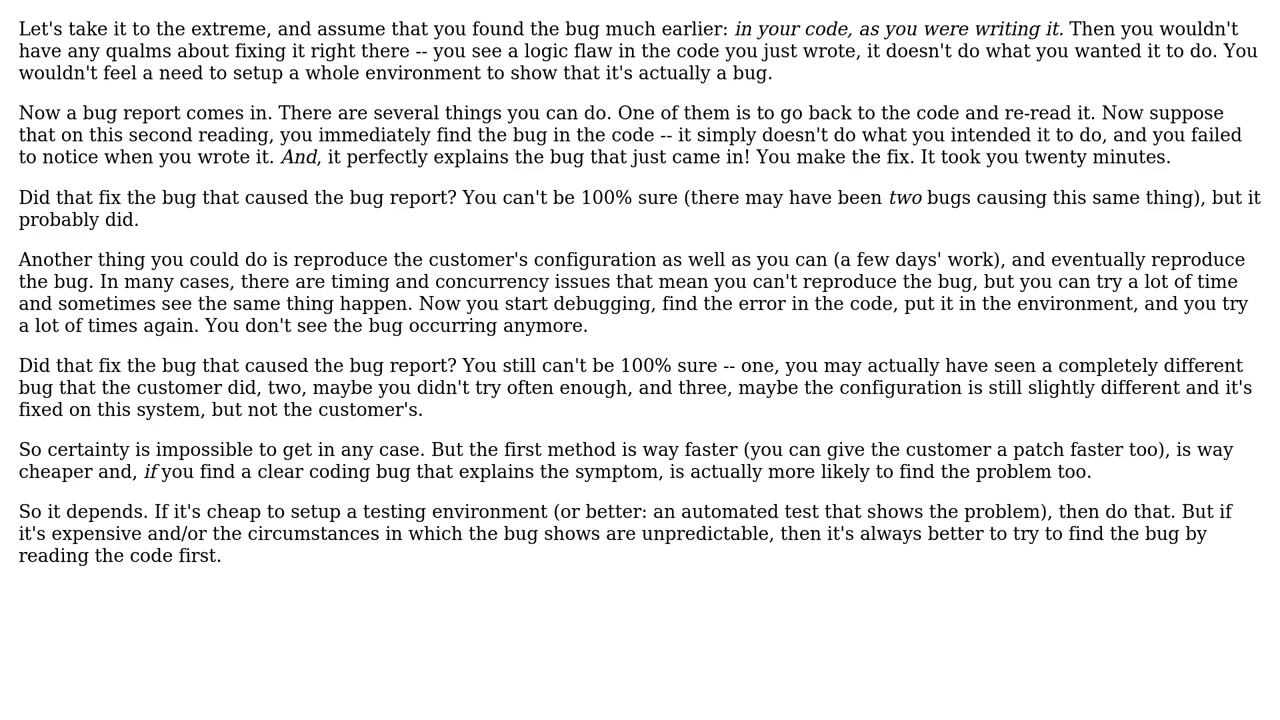 Let's take it to the extreme, and assume that you found the bug much earlier: in your code, as you were writing it. Then you wouldn't
have any qualms about fixing it right there -- you see a logic flaw in the code you just wrote, it doesn't do what you wanted it to do. You
wouldn't feel a need to setup a whole environment to show that it's actually a bug.
Now a bug report comes in. There are several things you can do. One of them is to go back to the code and re-read it. Now suppose
that on this second reading, you immediately find the bug in the code -- it simply doesn't do what you intended it to do, and you failed
to notice when you wrote it. And, it perfectly explains the bug that just came in! You make the fix. It took you twenty minutes.
Did that fix the bug that caused the bug report? You can't be 100% sure (there may have been two bugs causing this same thing), but it
probably did.
Another thing you could do is reproduce the customer's configuration as well as you can (a few days' work), and eventually reproduce
the bug. In many cases, there are timing and concurrency issues that mean you can't reproduce the bug, but you can try a lot of time
and sometimes see the same thing happen. Now you start debugging, find the error in the code, put it in the environment, and you try
a lot of times again. You don't see the bug occurring anymore.
Did that fix the bug that caused the bug report? You still can't be 100% sure -- one, you may actually have seen a completely different
bug that the customer did, two, maybe you didn't try often enough, and three, maybe the configuration is still slightly different and it's
fixed on this system, but not the customer's.
So certainty is impossible to get in any case. But the first method is way faster (you can give the customer a patch faster too), is way
cheaper and, if you find a clear coding bug that explains the symptom, is actually more likely to find the problem too.
So it depends. If it's cheap to setup a testing environment (or better: an automated test that shows the problem), then do that. But if
it's expensive and/or the circumstances in which the bug shows are unpredictable, then it's always better to try to find the bug by
reading the code first.